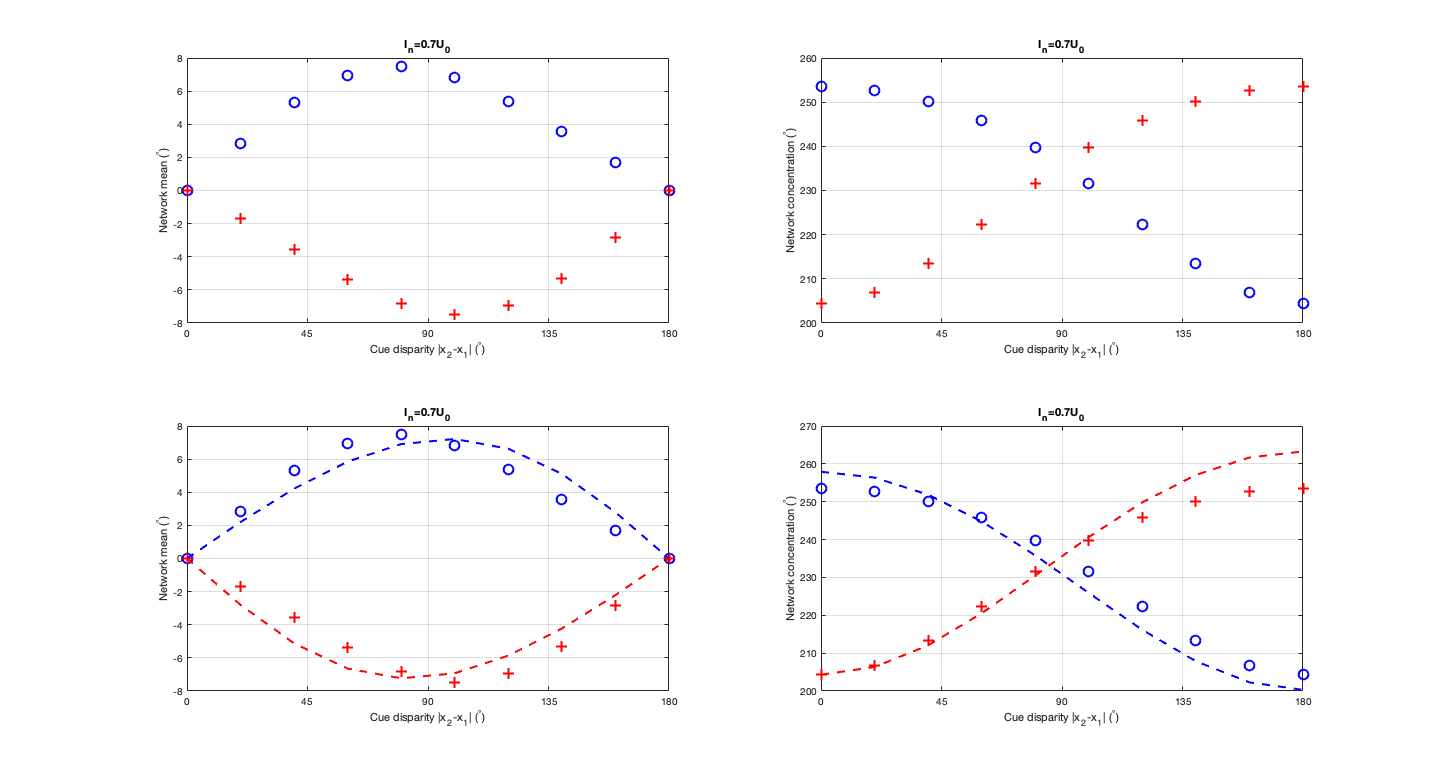 I_n=0.7U_0
Network mean (°)
8
6
4
2
0
-2
-4
-6
-8
0 45 90 135 180
Cue disparity |x_2-x_1| (°)
I_n=0.7U_0
Network concentration (°)
260
250
240
230
220
210
200
0 45 90 135 180
Cue disparity |x_2-x_1| (°)
I_n=0.7U_0
Network mean (°)
8
6
4
2
0
-2
-4
-6
-8
0 45 90 135 180
Cue disparity |x_2-x_1| (°)
I_n=0.7U_0
Network concentration (°)
270
260
250
240
230
220
210
200
0 45 90 135 180
Cue disparity |x_2-x_1| (°)